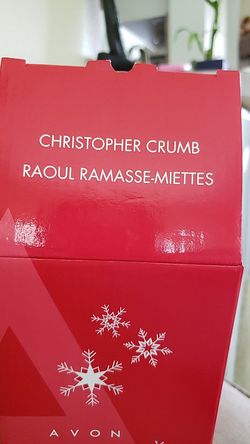 CHRISTOPHER CRUMB
RAOUL RAMASSE-MIETTES
AVON